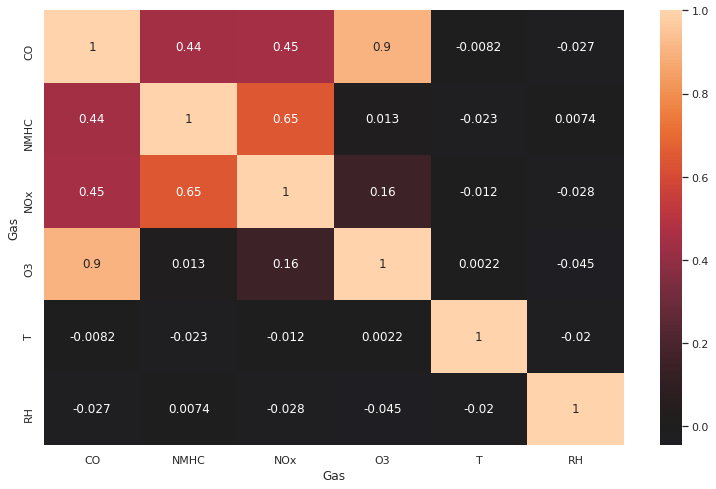 CO 1 0.44 0.45 0.9 -0.0082 -0.027
NMHC 0.44 1 0.65 0.013 -0.023 0.0074
NOx 0.45 0.65 1 0.16 -0.012 -0.028
Gas
O3 0.9 0.013 0.16 1 0.0022 -0.045
T -0.0082 -0.023 -0.012 0.0022 1 -0.02
RH -0.027 0.0074 -0.028 -0.045 -0.02 1
CO NMHC NOx O3 T RH
Gas
1.0
0.8
0.6
0.4
0.2
0.0